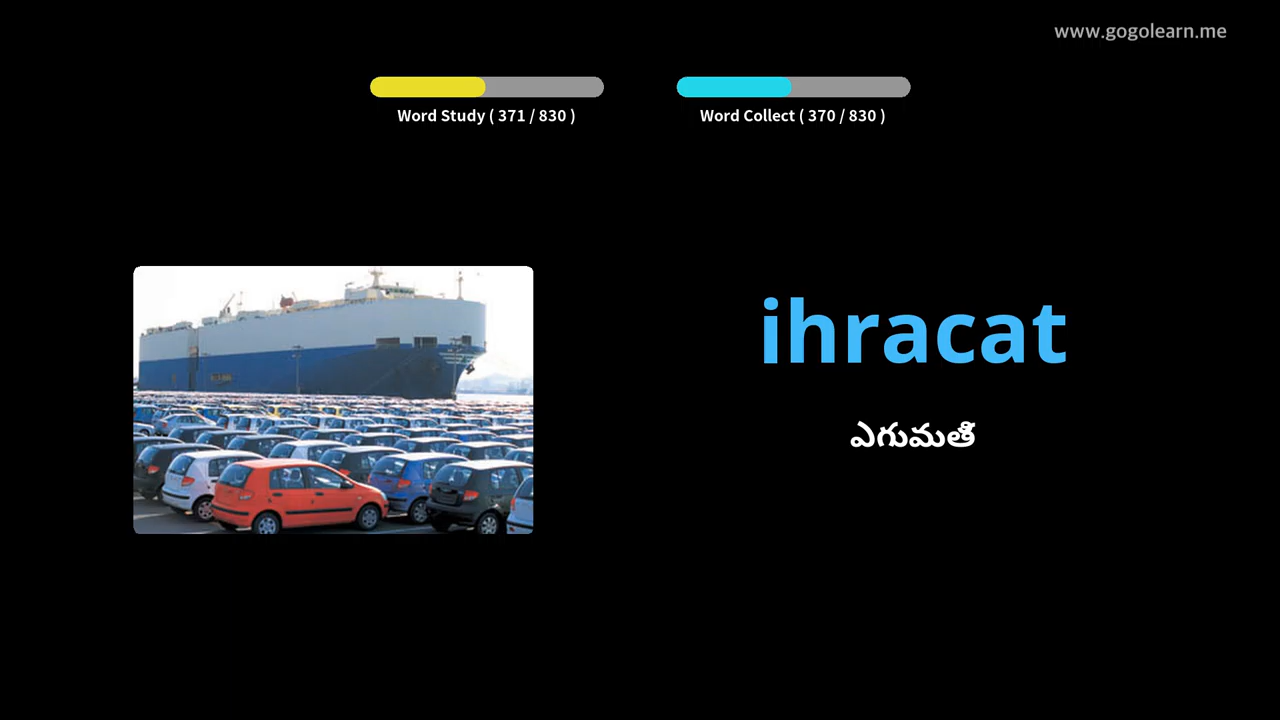 www.gogolearn.me
Word Study ( 371 / 830 )
Word Collect ( 370 / 830 )
ihracat
ఎగుమతి